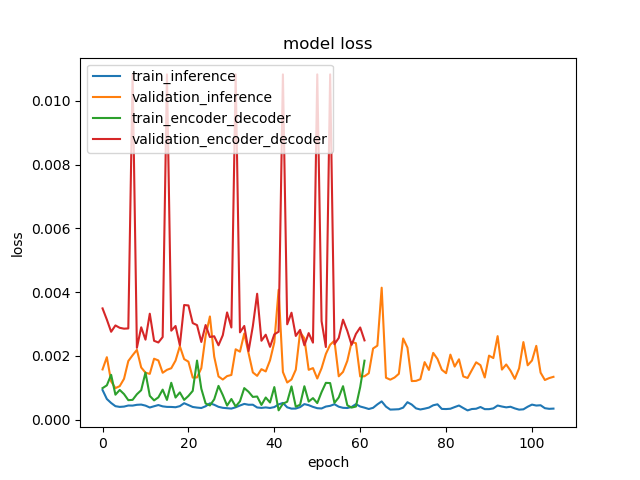 model loss
train_inference
validation_inference
train_encoder_decoder
validation_encoder_decoder
loss
0.010
0.008
0.006
0.004
0.002
0.000
0 20 40 60 80 100
epoch